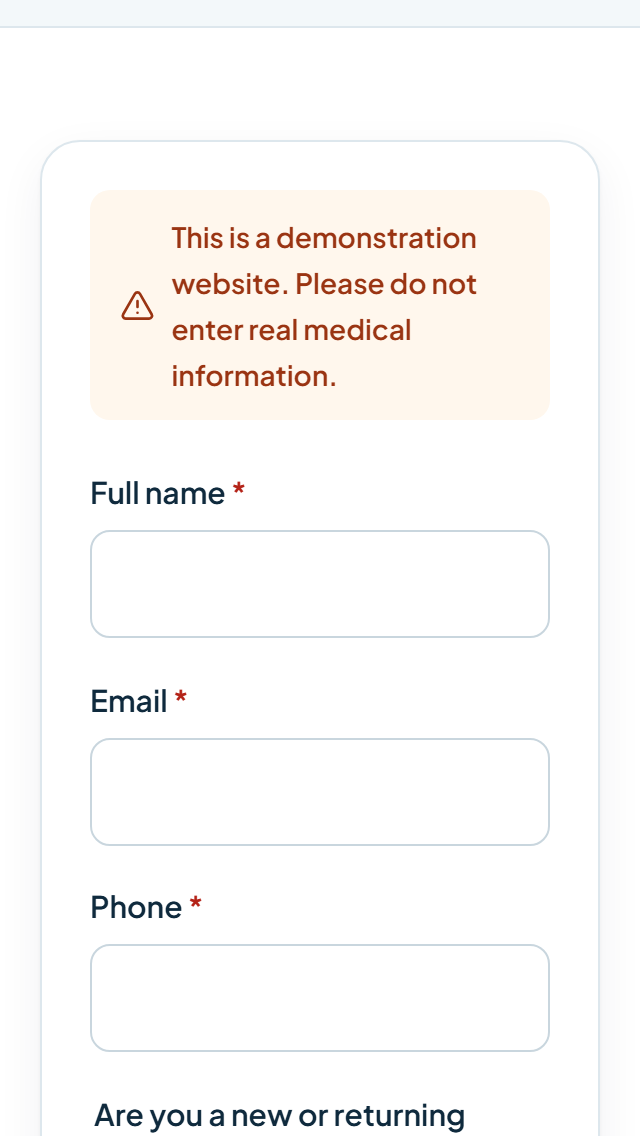 This is a demonstration
website. Please do not
enter real medical
information.
Full name *
Email *
Phone *
Are you a new or returning